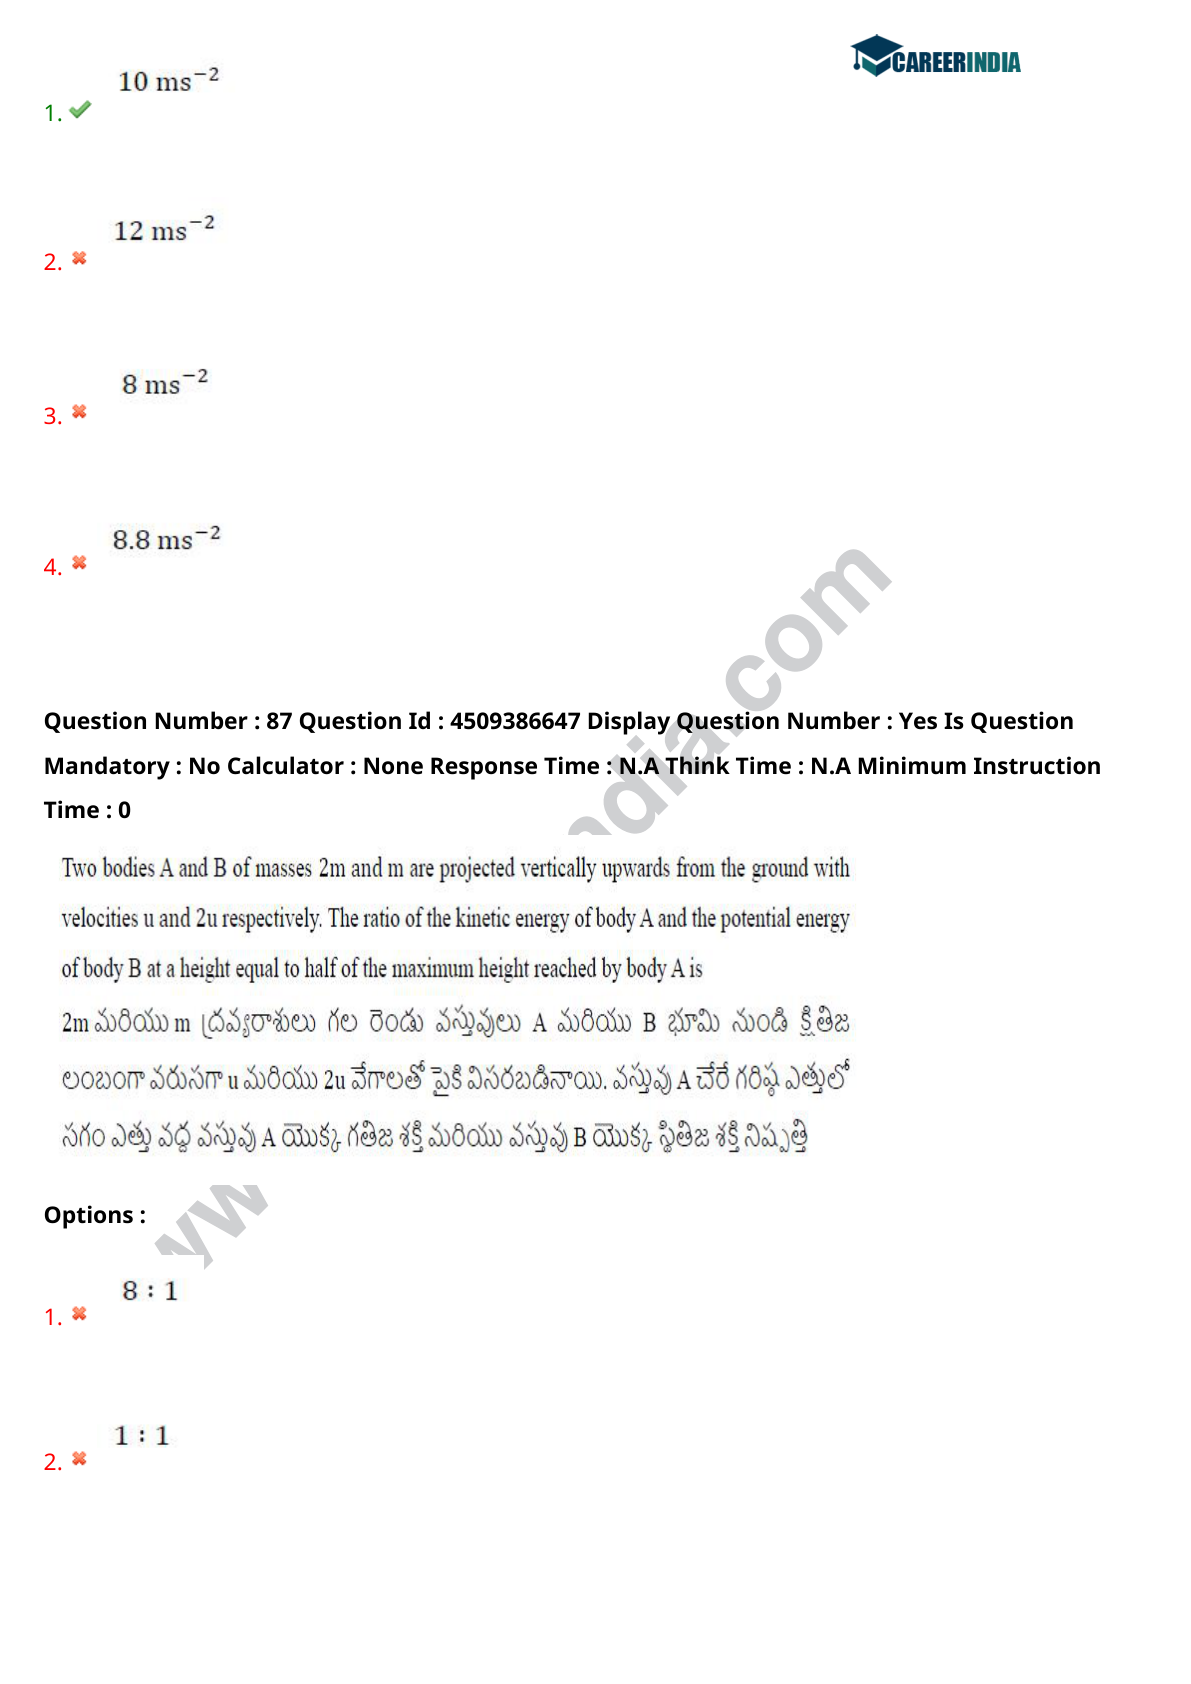 CAREERINDIA
10 ms⁻²
1.
12 ms⁻²
2.
8 ms⁻²
3.
8.8 ms⁻²
4.
Question Number : 87 Question Id : 4509386647 Display Question Number : Yes Is Question
Mandatory : No Calculator : None Response Time : N.A Think Time : N.A Minimum Instruction
Time : 0
Two bodies A and B of masses 2m and m are projected vertically upwards from the ground with
velocities u and 2u respectively. The ratio of the kinetic energy of body A and the potential energy
of body B at a height equal to half of the maximum height reached by body A is
2m మరియు m ద్రవ్యరాశులు గల రెండు వస్తువులు A మరియు B భూమి నుండి క్షితిజ
లంబంగా వరుసగా u మరియు 2u వేగాలతో పైకి విసరబడినాయి. వస్తువు A చేరే గరిష్ఠ ఎత్తులో
సగం ఎత్తు వద్ద వస్తువు A యొక్క గతిజ శక్తి మరియు వస్తువు B యొక్క స్థితిజ శక్తి నిష్పత్తి
Options :
8 : 1
1.
1 : 1
2.